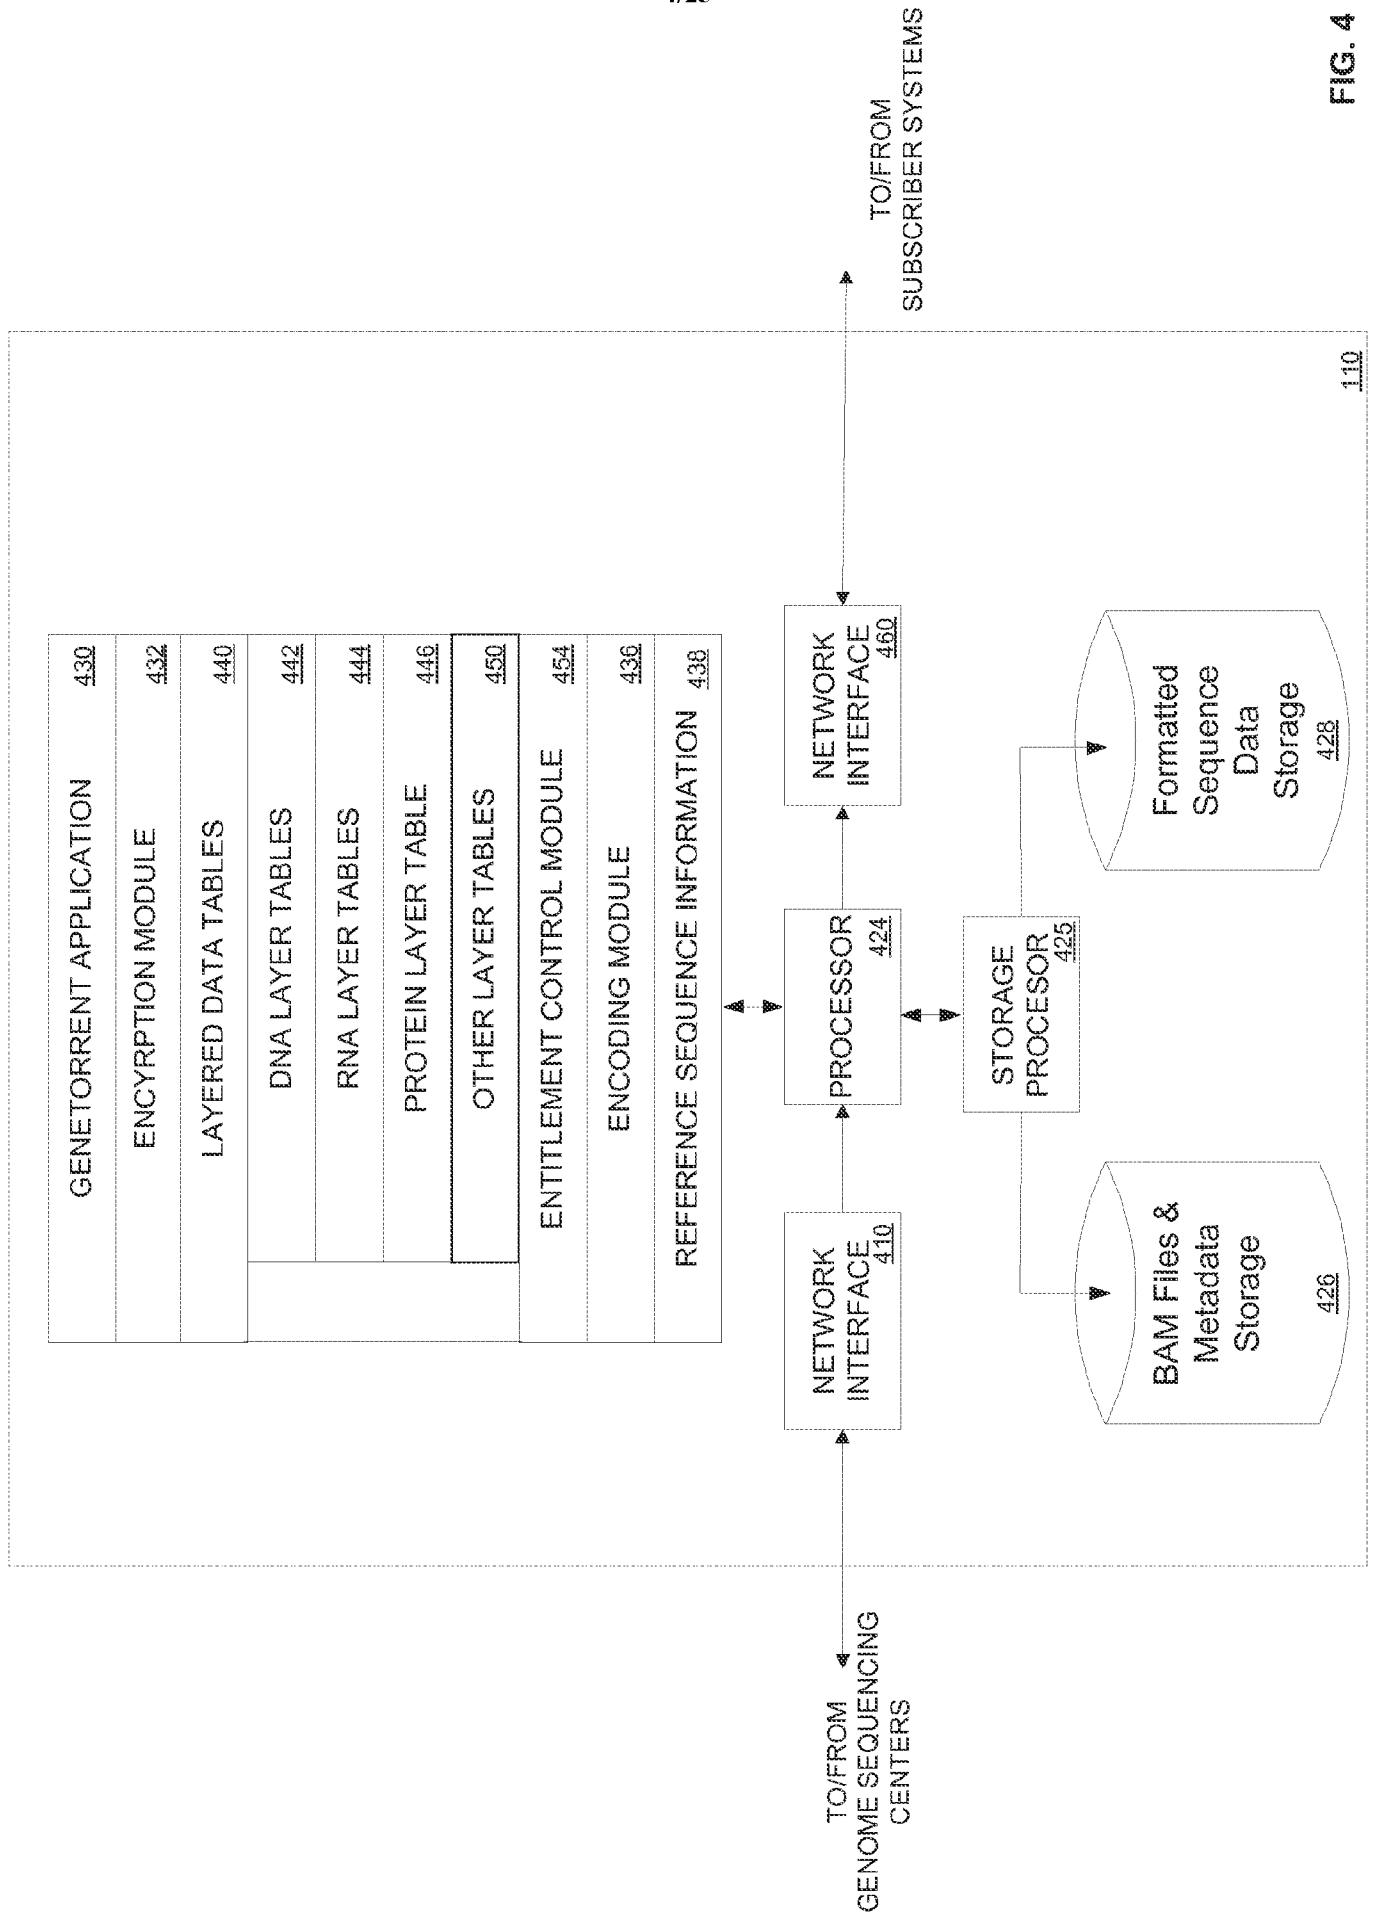 GENETORRENT APPLICATION 430
ENCYRPTION MODULE 432
LAYERED DATA TABLES 440
DNA LAYER TABLES 442
RNA LAYER TABLES 444
PROTEIN LAYER TABLE 446
OTHER LAYER TABLES 450
ENTITLEMENT CONTROL MODULE 454
ENCODING MODULE 436
REFERENCE SEQUENCE INFORMATION 438
TO/FROM
GENOME SEQUENCING
CENTERS
NETWORK
INTERFACE
410
PROCESSOR
424
NETWORK
INTERFACE
460
TO/FROM
SUBSCRIBER SYSTEMS
STORAGE
PROCESSOR
425
BAM Files &
Metadata
Storage
426
Formatted
Sequence
Data
Storage
428
110
FIG. 4